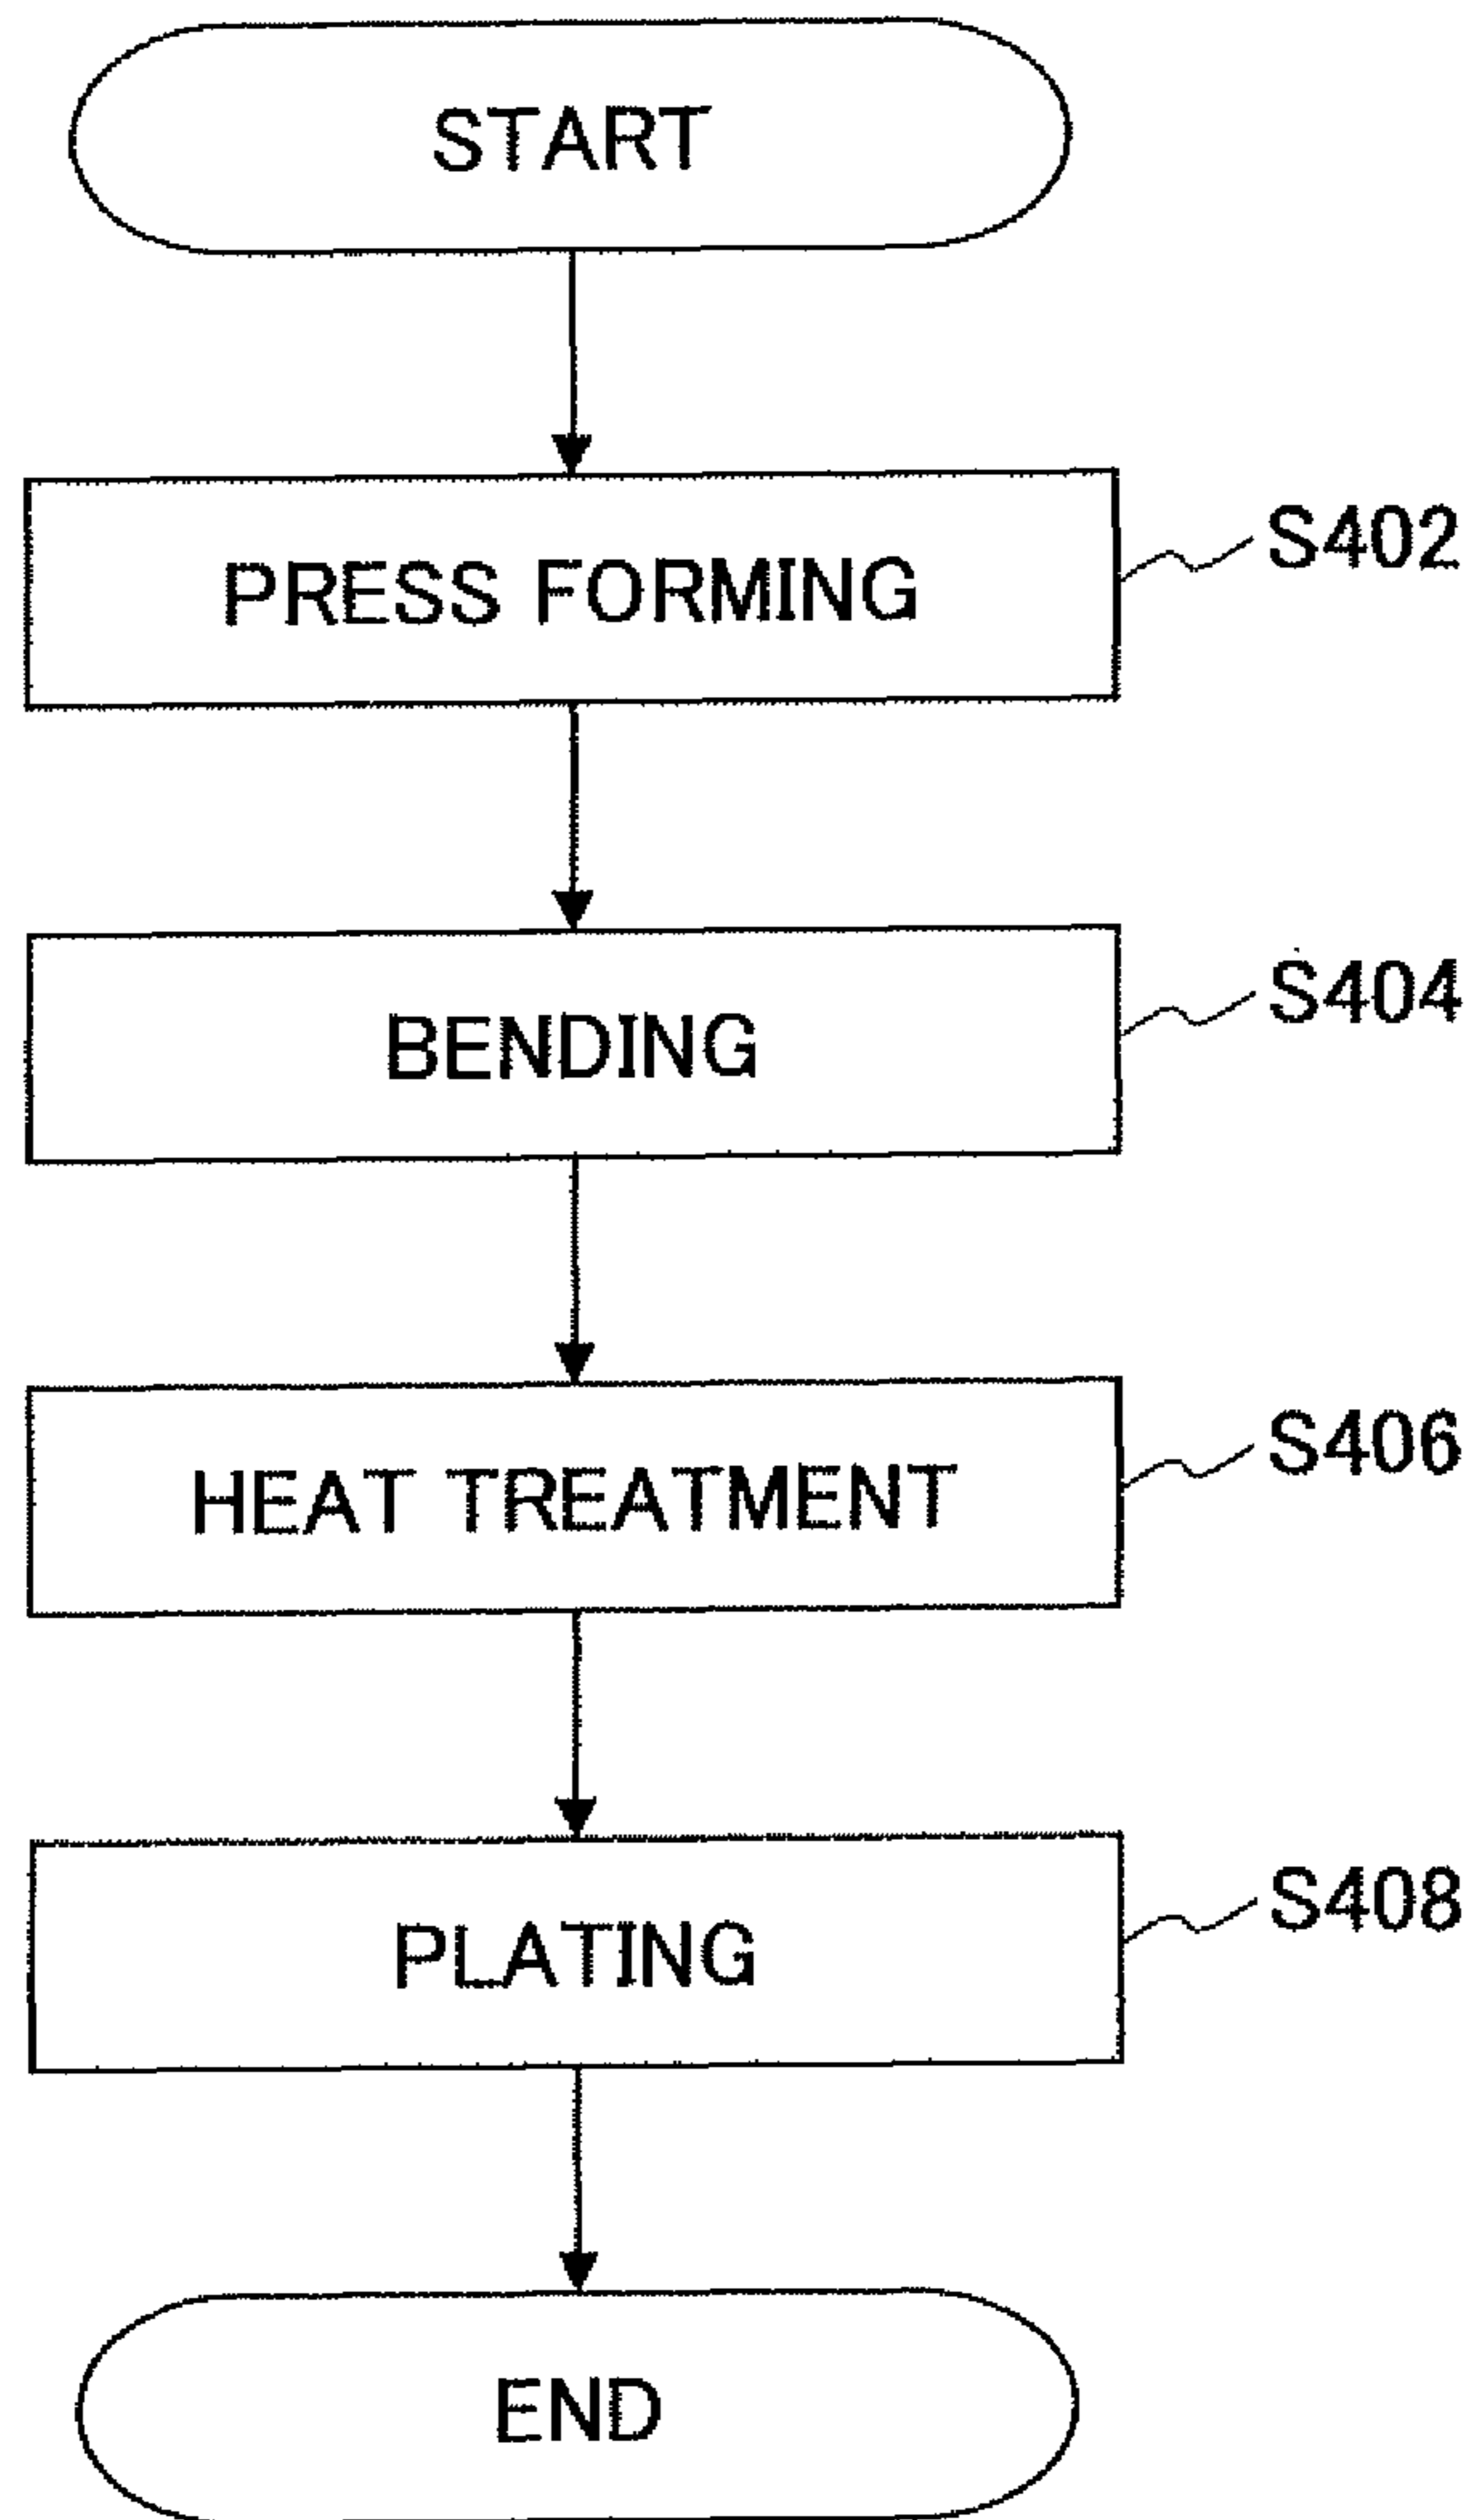 START
PRESS FORMING
S402
BENDING
S404
HEAT TREATMENT
S406
PLATING
S408
END